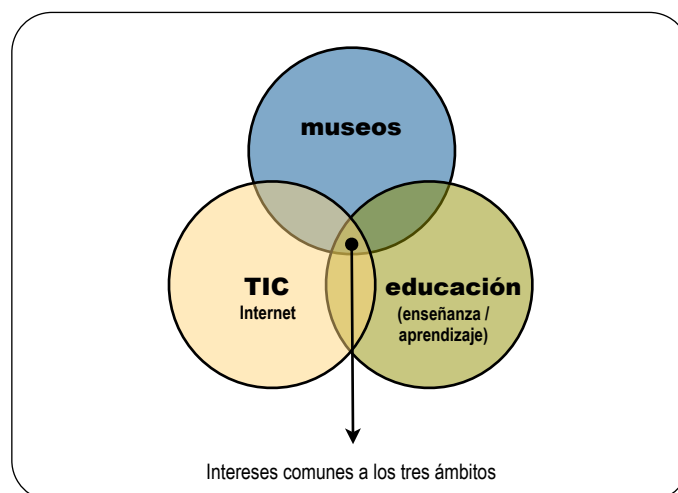 museos
TIC
Internet
educación
(enseñanza /
aprendizaje)
Intereses comunes a los tres ámbitos